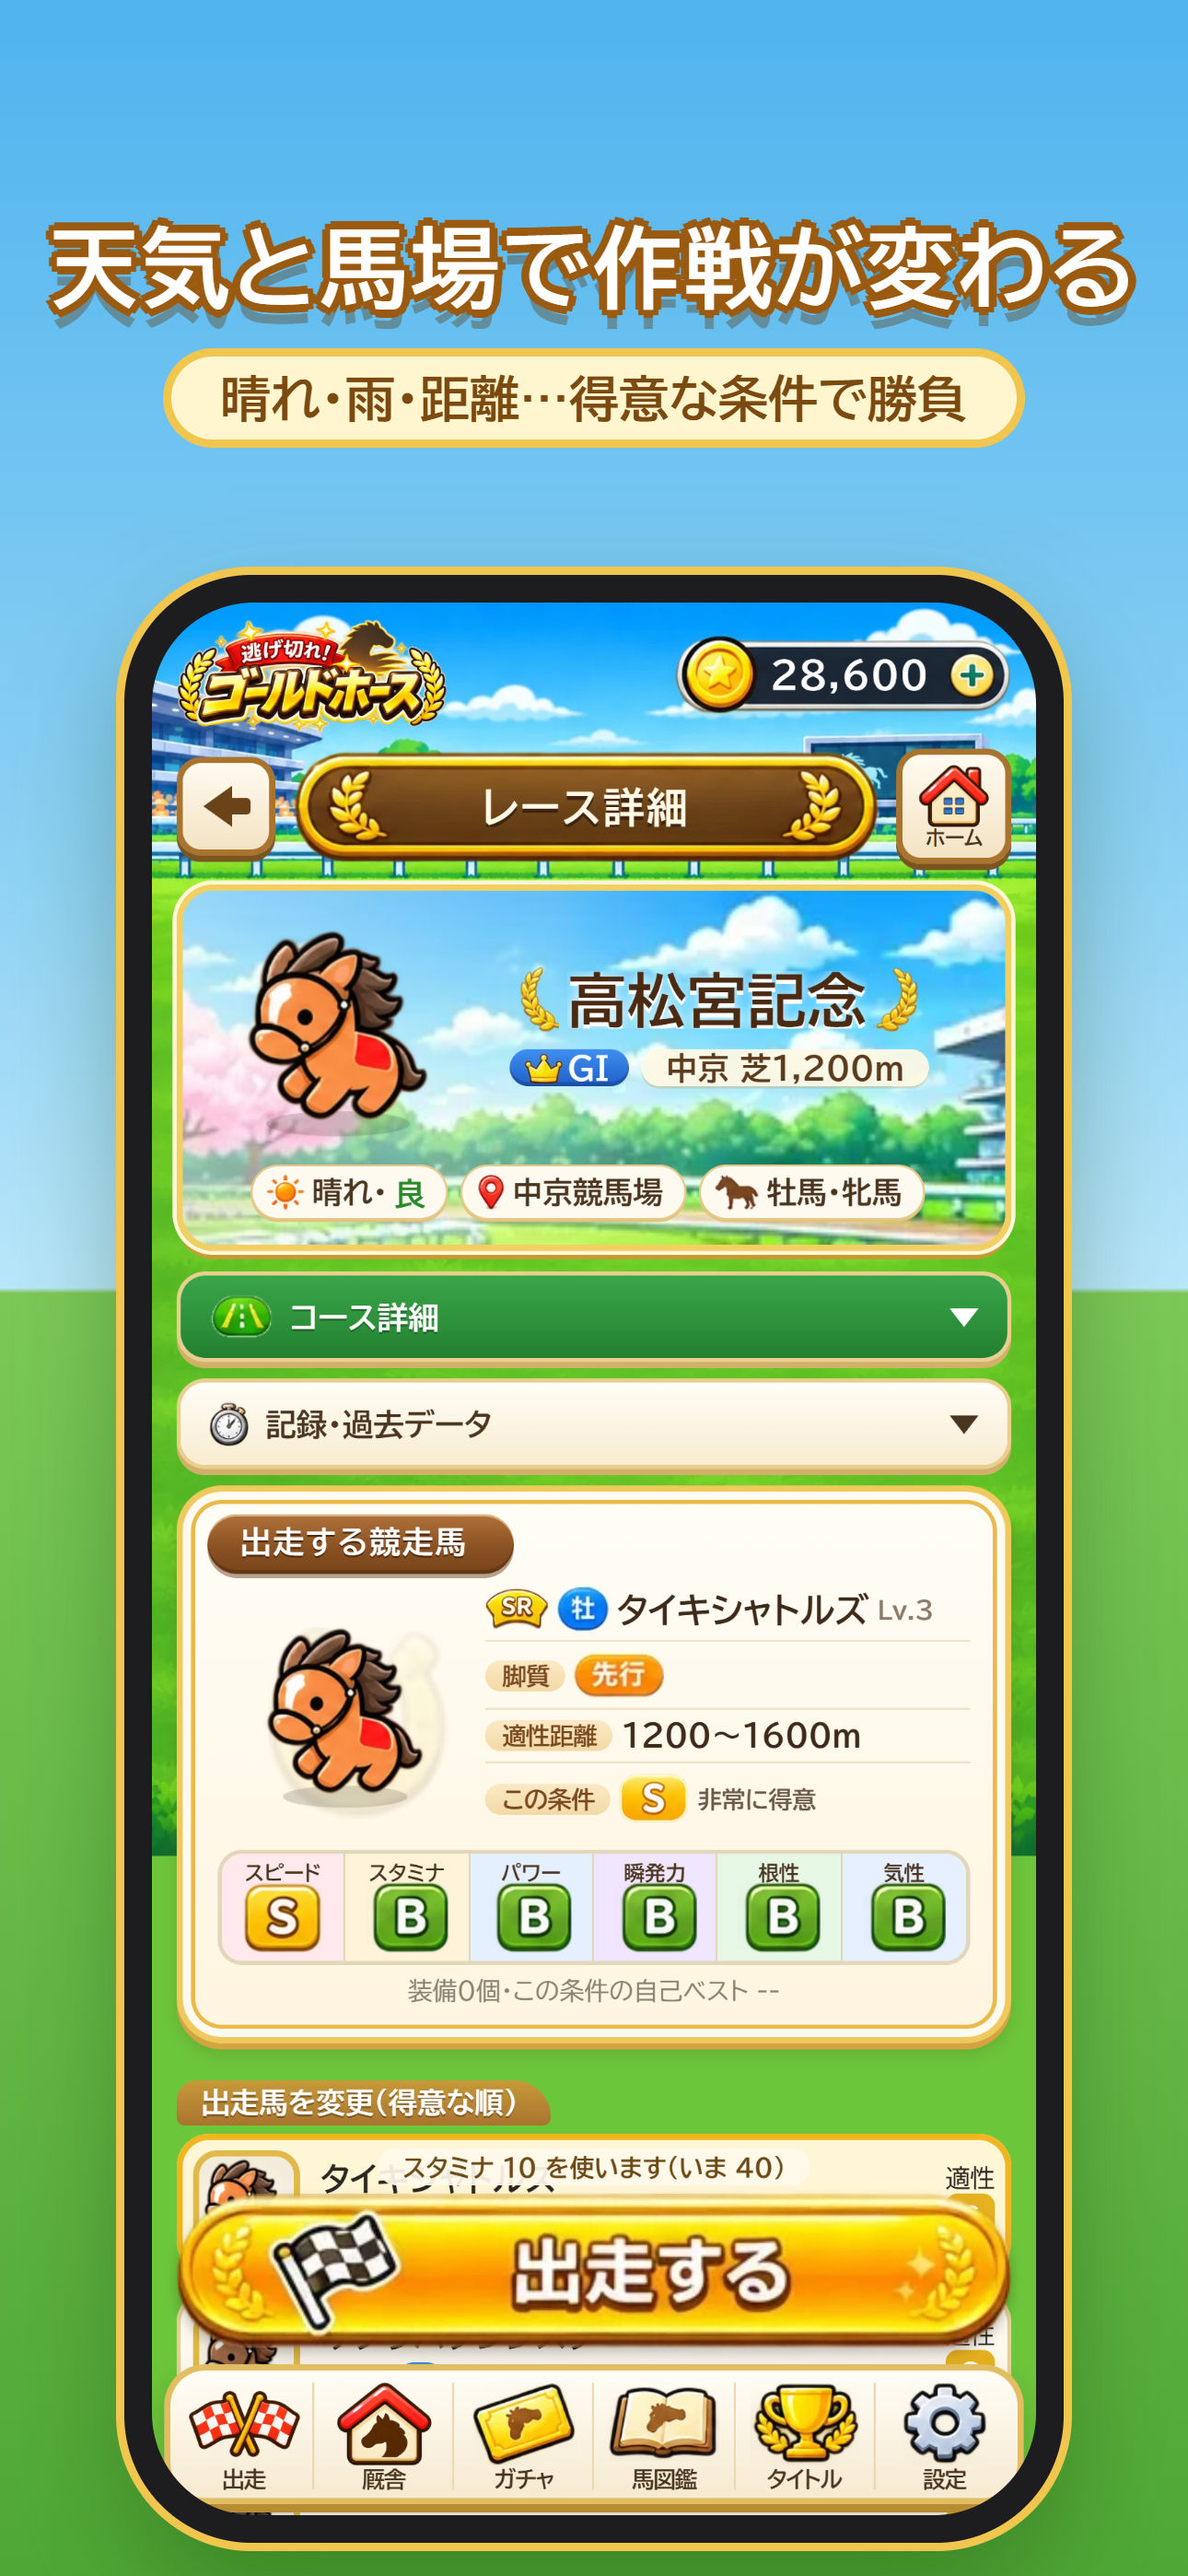 天気と馬場で作戦が変わる
晴れ・雨・距離…得意な条件で勝負
逃げ切れ!
ゴールドホース
28,600
レース詳細
ホーム
高松宮記念
GI 中京 芝1,200m
晴れ・良 中京競馬場 牡馬・牝馬
コース詳細
記録・過去データ
出走する競走馬
SR 牡 タイキシャトルズ Lv.3
脚質 先行
適性距離 1200～1600m
この条件 S 非常に得意
スピード スタミナ パワー 瞬発力 根性 気性
S B B B B B
装備0個・この条件の自己ベスト --
出走馬を変更(得意な順)
スタミナ 10 を使います(いま 40)
タイキシャトルズ 適性
出走する
適性
出走 厩舎 ガチャ 馬図鑑 タイトル 設定